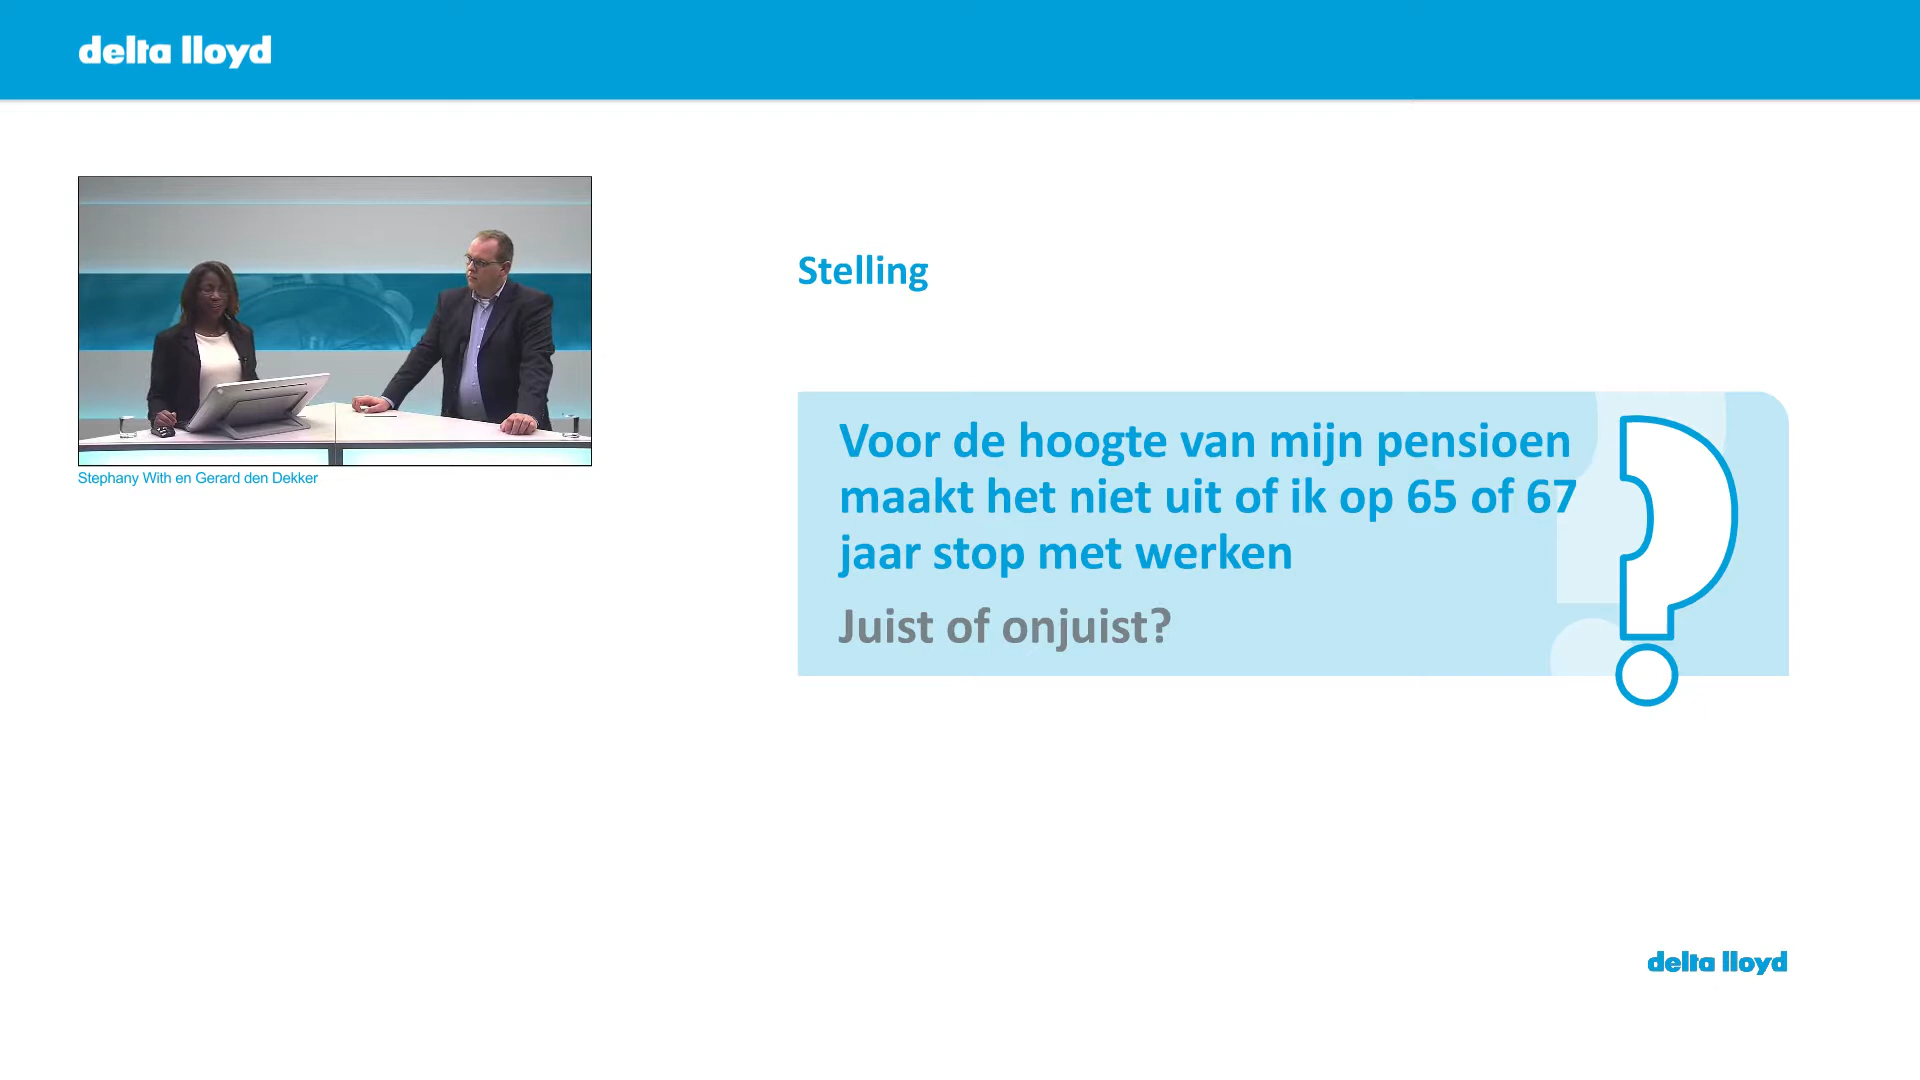 delta lloyd
Stephany With en Gerard den Dekker
Stelling
Voor de hoogte van mijn pensioen
maakt het niet uit of ik op 65 of 67
jaar stop met werken
Juist of onjuist?
delta lloyd